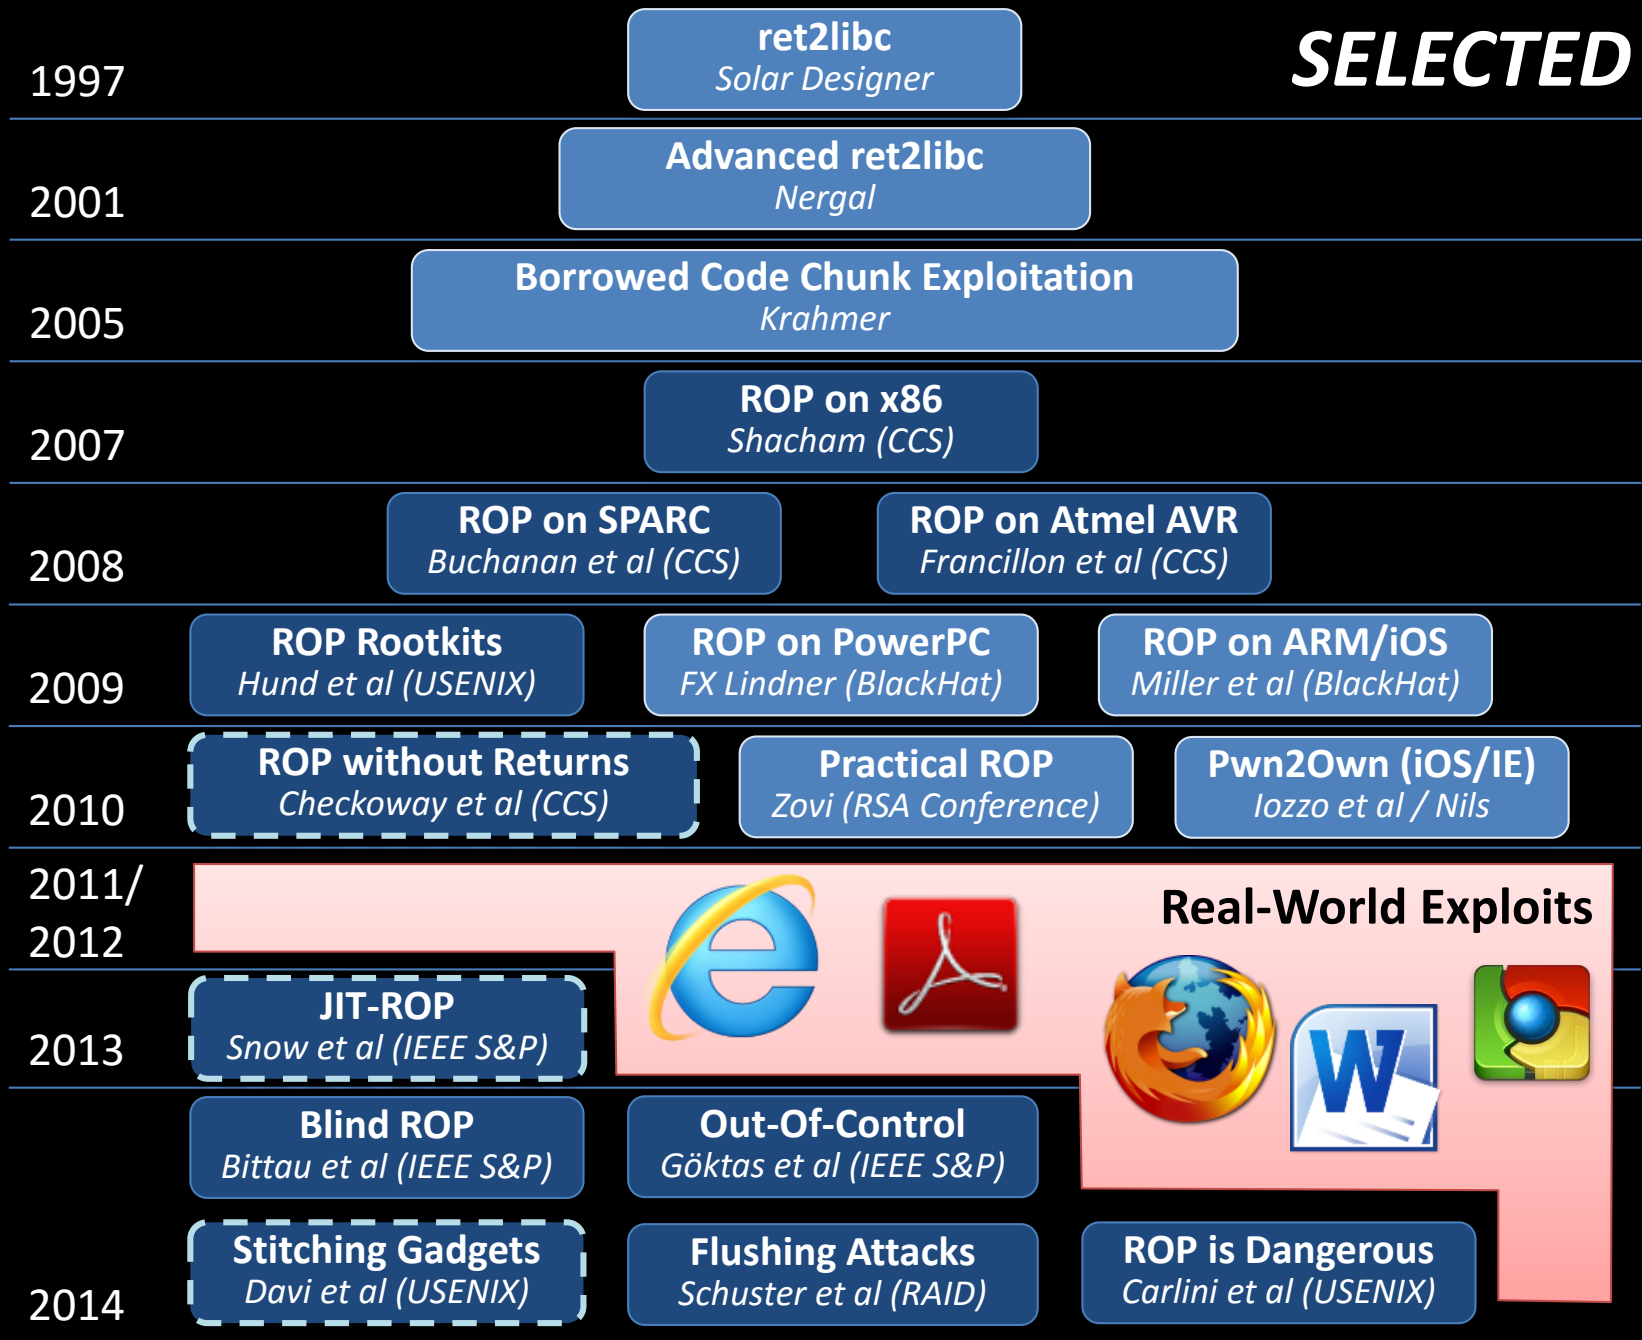 SELECTED
1997
ret2libc
Solar Designer
2001
Advanced ret2libc
Nergal
2005
Borrowed Code Chunk Exploitation
Krahmer
2007
ROP on x86
Shacham (CCS)
2008
ROP on SPARC
Buchanan et al (CCS)
ROP on Atmel AVR
Francillon et al (CCS)
2009
ROP Rootkits
Hund et al (USENIX)
ROP on PowerPC
FX Lindner (BlackHat)
ROP on ARM/iOS
Miller et al (BlackHat)
2010
ROP without Returns
Checkoway et al (CCS)
Practical ROP
Zovi (RSA Conference)
Pwn2Own (iOS/IE)
Iozzo et al / Nils
2011/
2012
Real-World Exploits
2013
JIT-ROP
Snow et al (IEEE S&P)
W
Blind ROP
Bittau et al (IEEE S&P)
Out-Of-Control
Göktas et al (IEEE S&P)
2014
Stitching Gadgets
Davi et al (USENIX)
Flushing Attacks
Schuster et al (RAID)
ROP is Dangerous
Carlini et al (USENIX)